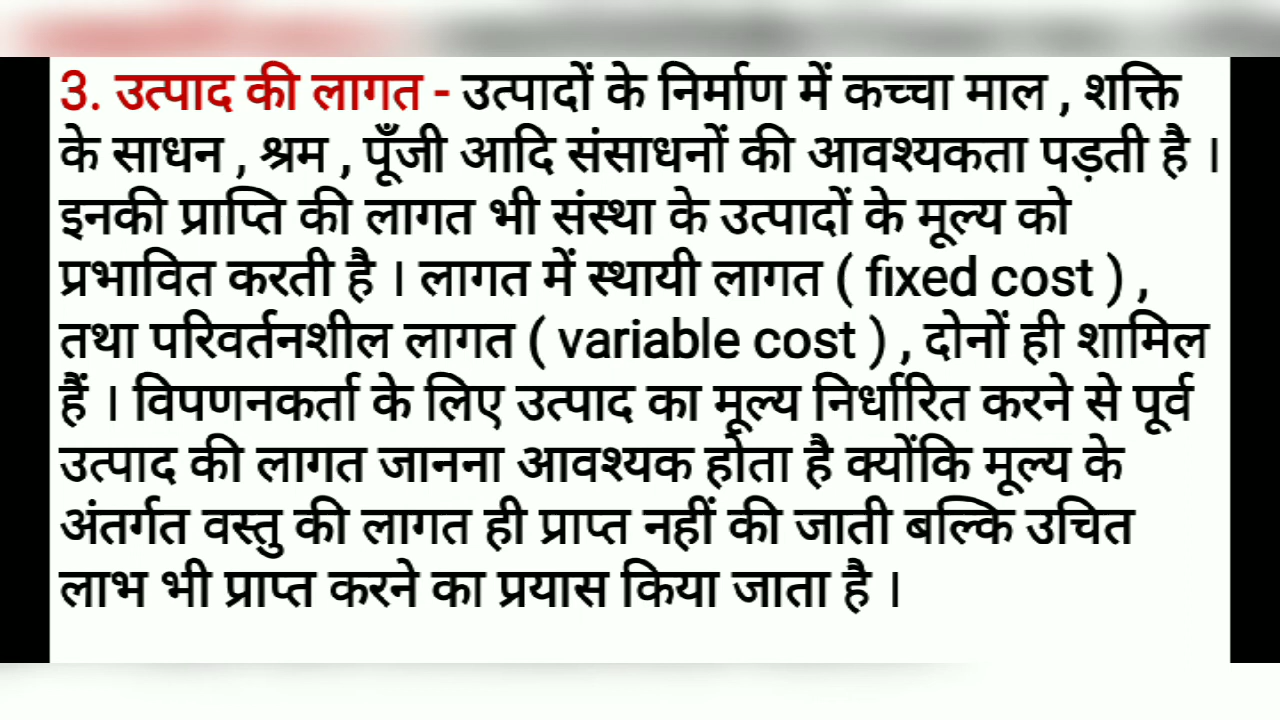 3. उत्पाद की लागत - उत्पादों के निर्माण में कच्चा माल , शक्ति
के साधन , श्रम , पूँजी आदि संसाधनों की आवश्यकता पड़ती है ।
इनकी प्राप्ति की लागत भी संस्था के उत्पादों के मूल्य को
प्रभावित करती है । लागत में स्थायी लागत ( fixed cost ) ,
तथा परिवर्तनशील लागत ( variable cost ) , दोनों ही शामिल
हैं । विपणनकर्ता के लिए उत्पाद का मूल्य निर्धारित करने से पूर्व
उत्पाद की लागत जानना आवश्यक होता है क्योंकि मूल्य के
अंतर्गत वस्तु की लागत ही प्राप्त नहीं की जाती बल्कि उचित
लाभ भी प्राप्त करने का प्रयास किया जाता है ।